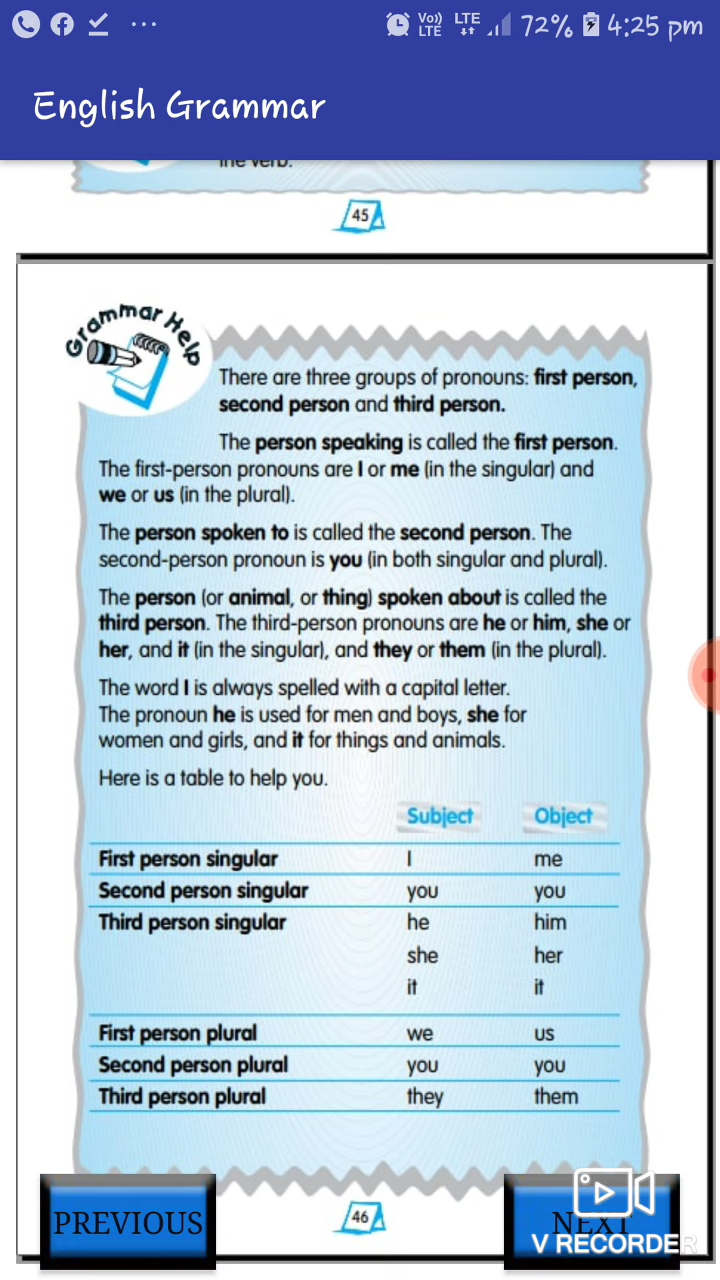 Vo)) LTE LTE 72% 4:25 pm
English Grammar
the verb.
45
Grammar Help
There are three groups of pronouns: first person,
second person and third person.
The person speaking is called the first person.
The first-person pronouns are I or me (in the singular) and
we or us (in the plural).
The person spoken to is called the second person. The
second-person pronoun is you (in both singular and plural).
The person (or animal, or thing) spoken about is called the
third person. The third-person pronouns are he or him, she or
her, and it (in the singular), and they or them (in the plural).
The word I is always spelled with a capital letter.
The pronoun he is used for men and boys, she for
women and girls, and it for things and animals.
Here is a table to help you.
Subject Object
First person singular I me
Second person singular you you
Third person singular he him
she her
it it
First person plural we us
Second person plural you you
Third person plural they them
46
PREVIOUS NEXT
V RECORDER